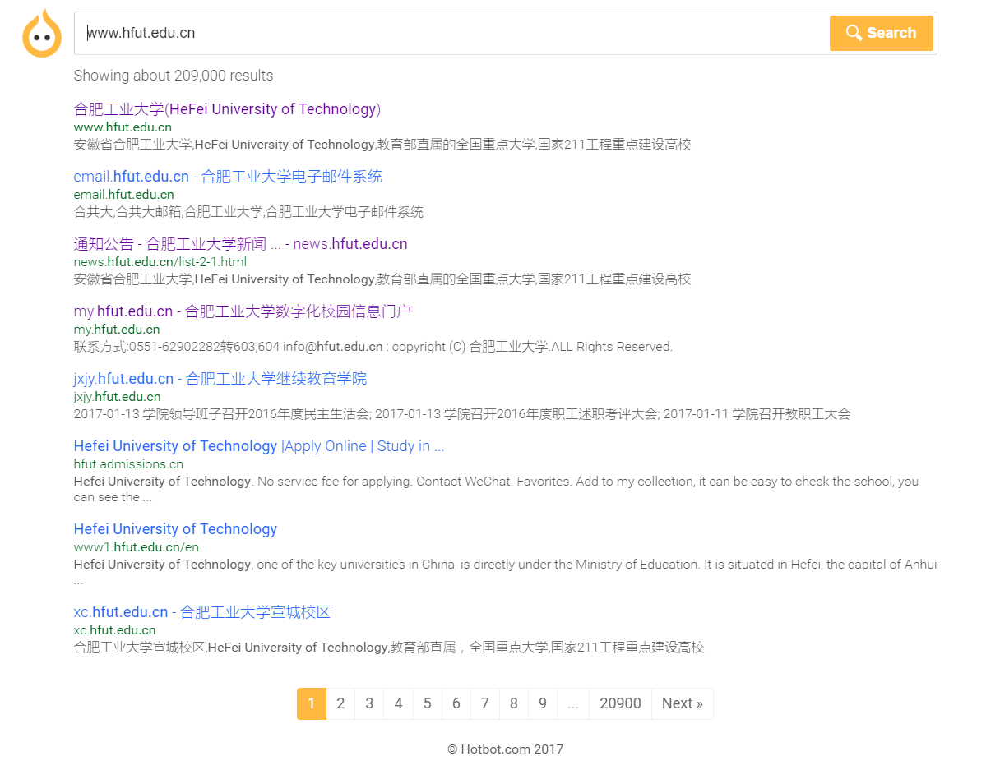 www.hfut.edu.cn
Search
Showing about 209,000 results
合肥工业大学(HeFei University of Technology)
www.hfut.edu.cn
安徽省合肥工业大学,HeFei University of Technology,教育部直属的全国重点大学,国家211工程重点建设高校
email.hfut.edu.cn - 合肥工业大学电子邮件系统
email.hfut.edu.cn
合共大,合共大邮箱,合肥工业大学,合肥工业大学电子邮件系统
通知公告 - 合肥工业大学新闻 ... - news.hfut.edu.cn
news.hfut.edu.cn/list-2-1.html
安徽省合肥工业大学,HeFei University of Technology,教育部直属的全国重点大学,国家211工程重点建设高校
my.hfut.edu.cn - 合肥工业大学数字化校园信息门户
my.hfut.edu.cn
联系方式:0551-62902282转603,604 info@hfut.edu.cn : copyright (C) 合肥工业大学.ALL Rights Reserved.
jxjy.hfut.edu.cn - 合肥工业大学继续教育学院
jxjy.hfut.edu.cn
2017-01-13 学院领导班子召开2016年度民主生活会; 2017-01-13 学院召开2016年度职工述职考评大会; 2017-01-11 学院召开教职工大会
Hefei University of Technology |Apply Online | Study in ...
hfut.admissions.cn
Hefei University of Technology. No service fee for applying. Contact WeChat. Favorites. Add to my collection, it can be easy to check the school, you
can see the ...
Hefei University of Technology
www1.hfut.edu.cn/en
Hefei University of Technology, one of the key universities in China, is directly under the Ministry of Education. It is situated in Hefei, the capital of Anhui
...
xc.hfut.edu.cn - 合肥工业大学宣城校区
xc.hfut.edu.cn
合肥工业大学宣城校区,HeFei University of Technology,教育部直属，全国重点大学,国家211工程重点建设高校
1 2 3 4 5 6 7 8 9 ... 20900 Next »
© Hotbot.com 2017